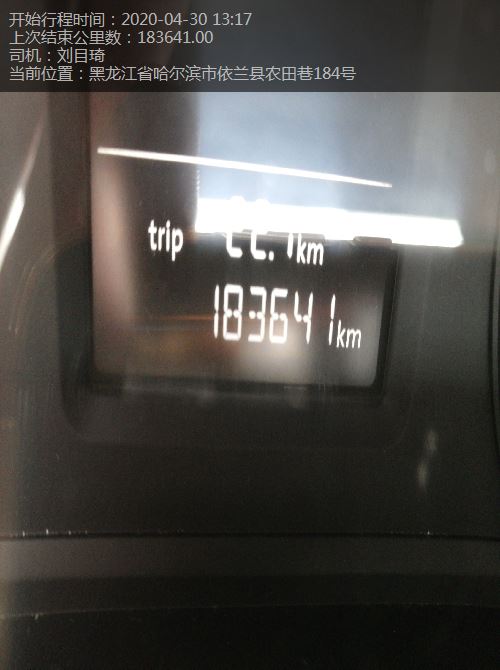 开始行程时间：2020-04-30 13:17
上次结束公里数：183641.00
司机：刘目琦
当前位置：黑龙江省哈尔滨市依兰县农田巷184号
trip km
183641km